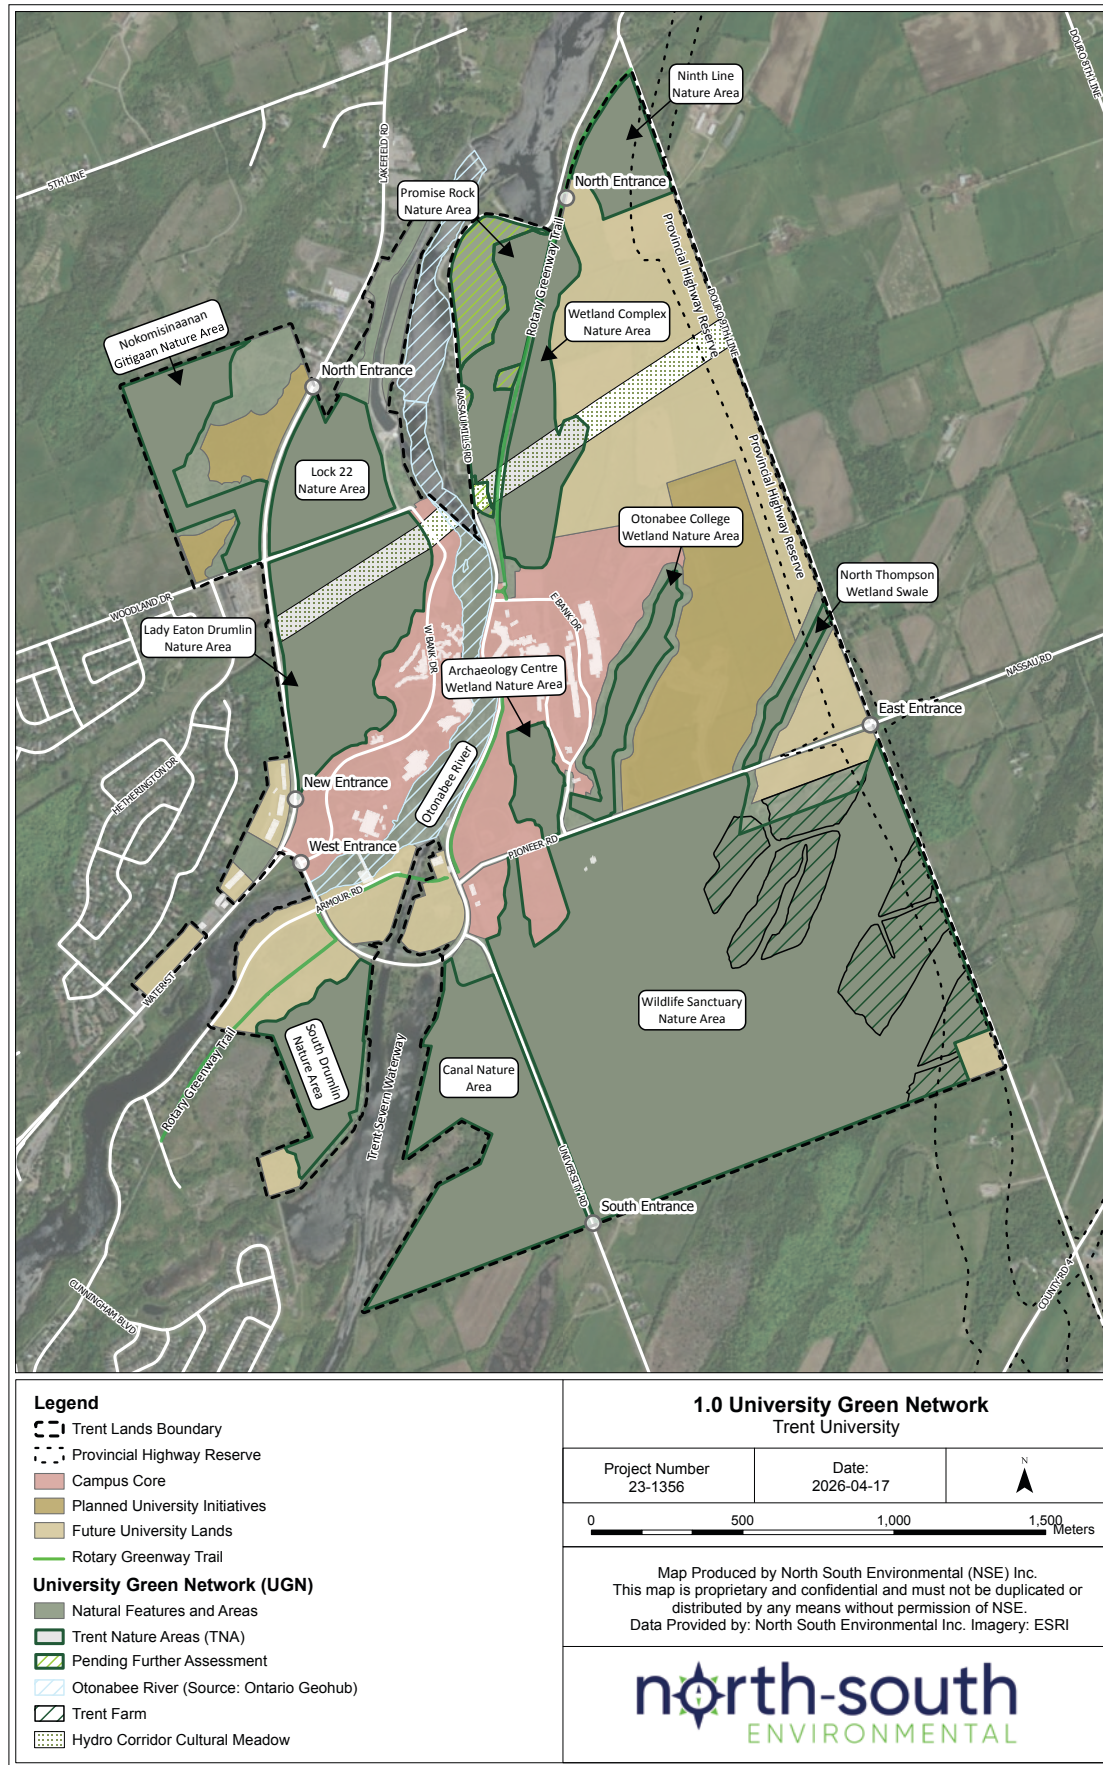 DOURO 8TH LINE
Ninth Line
Nature Area
5TH LINE
LAKEFIELD RD
Promise Rock
Nature Area
North Entrance
Rotary Greenway Trail
Provincial Highway Reserve
DOURO 9TH LINE
Wetland Complex
Nature Area
Nokomisinaanan
Gitigaan Nature Area
North Entrance
NASSAU MILLS RD
Lock 22
Nature Area
Provincial Highway Reserve
Otonabee College
Wetland Nature Area
North Thompson
Wetland Swale
WOODLAND DR
Lady Eaton Drumlin
Nature Area
W BANK DR
E BANK DR
Archaeology Centre
Wetland Nature Area
NASSAU RD
East Entrance
HETHERINGTON DR
New Entrance
Otonabee River
West Entrance
PIONEER RD
ARMOUR RD
WATER ST
Wildlife Sanctuary
Nature Area
South Drumlin
Nature Area
Canal Nature
Area
Rotary Greenway Trail
Trent Severn Waterway
UNIVERSITY RD
South Entrance
CUNNINGHAM BLVD
COUNTY RD 4
Legend
Trent Lands Boundary
Provincial Highway Reserve
Campus Core
Planned University Initiatives
Future University Lands
Rotary Greenway Trail
University Green Network (UGN)
Natural Features and Areas
Trent Nature Areas (TNA)
Pending Further Assessment
Otonabee River (Source: Ontario Geohub)
Trent Farm
Hydro Corridor Cultural Meadow
1.0 University Green Network
Trent University
Project Number
23-1356
Date:
2026-04-17
N
0 500 1,000 1,500
Meters
Map Produced by North South Environmental (NSE) Inc.
This map is proprietary and confidential and must not be duplicated or
distributed by any means without permission of NSE.
Data Provided by: North South Environmental Inc. Imagery: ESRI
north-south
ENVIRONMENTAL